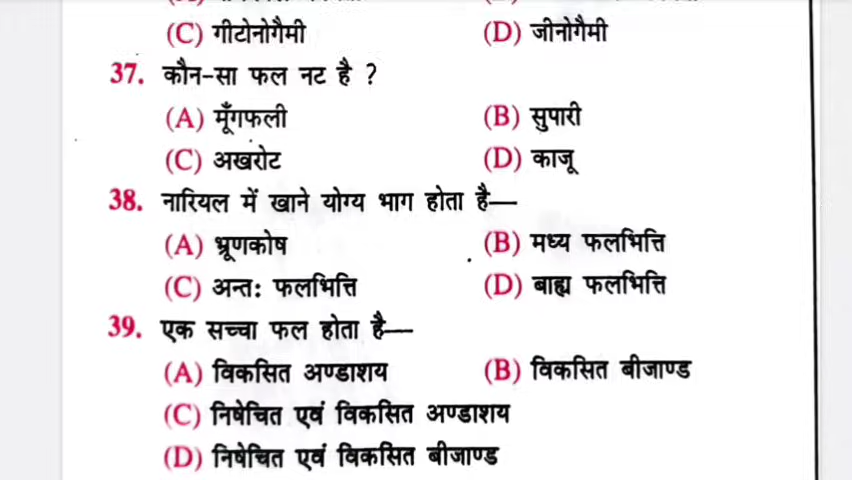 (C) गीटोनोगैमी (D) जीनोगैमी
37. कौन-सा फल नट है ?
(A) मूँगफली (B) सुपारी
(C) अखरोट (D) काजू
38. नारियल में खाने योग्य भाग होता है—
(A) भ्रूणकोष (B) मध्य फलभित्ति
(C) अन्तः फलभित्ति (D) बाह्य फलभित्ति
39. एक सच्चा फल होता है—
(A) विकसित अण्डाशय (B) विकसित बीजाण्ड
(C) निषेचित एवं विकसित अण्डाशय
(D) निषेचित एवं विकसित बीजाण्ड